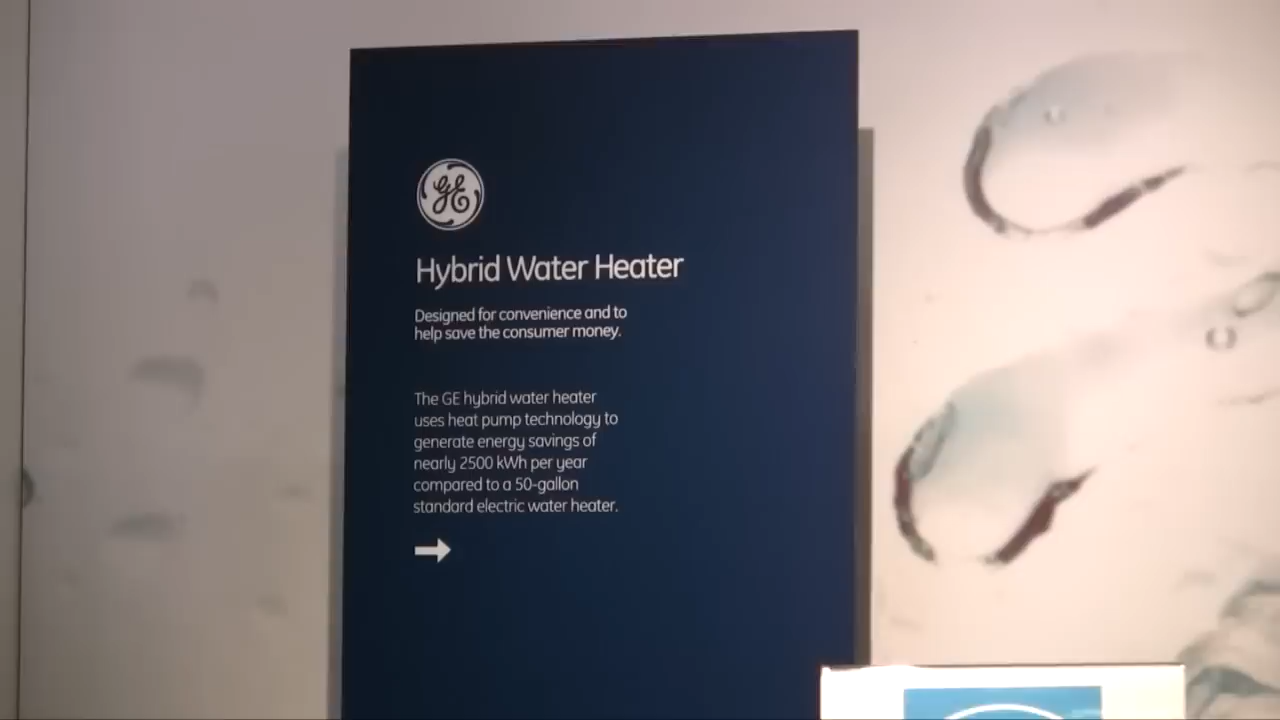 GE
Hybrid Water Heater
Designed for convenience and to
help save the consumer money.
The GE hybrid water heater
uses heat pump technology to
generate energy savings of
nearly 2500 kWh per year
compared to a 50-gallon
standard electric water heater.